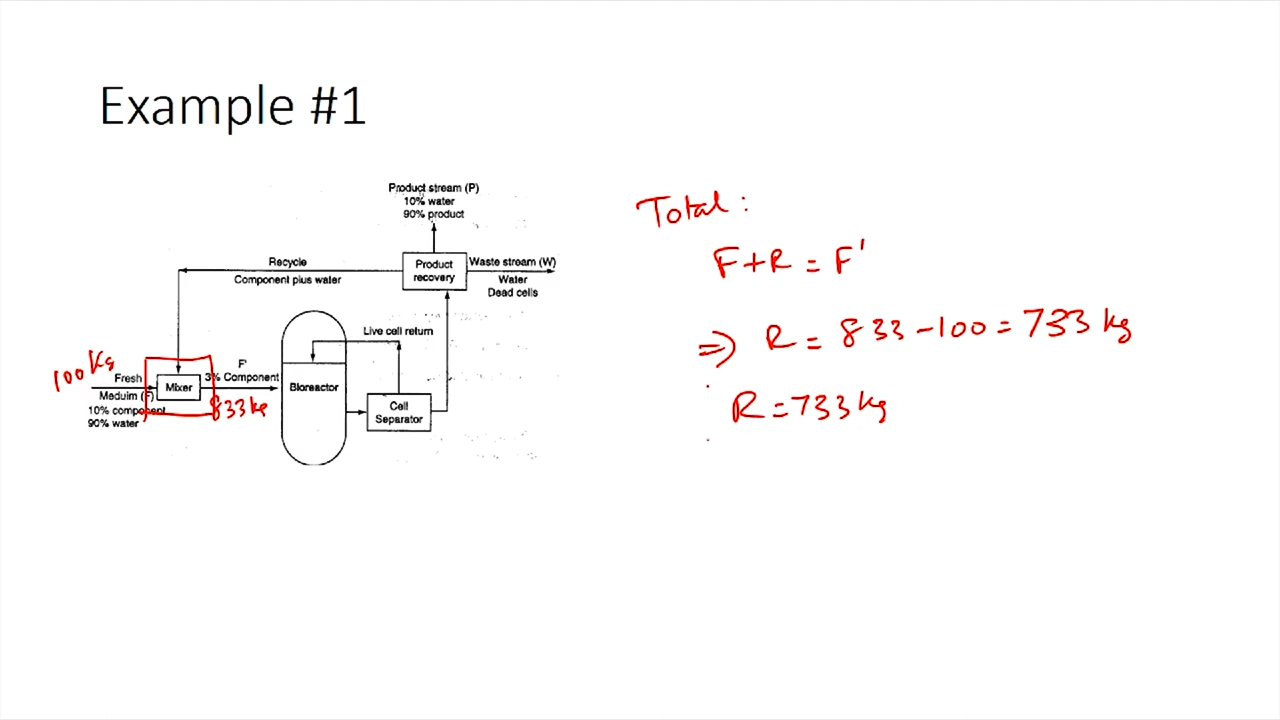 Example #1
Product stream (P)
10% water
90% product
Recycle
Component plus water
Product
recovery
Waste stream (W)
Water
Dead cells
Live cell return
100 Kg
Fresh
Meduim (F)
10% component
90% water
Mixer
F'
3% Component
833 kg
Bioreactor
Cell
Separator
Total:
F+R = F'
⇒ R = 833 - 100 = 733 kg
R = 733 kg